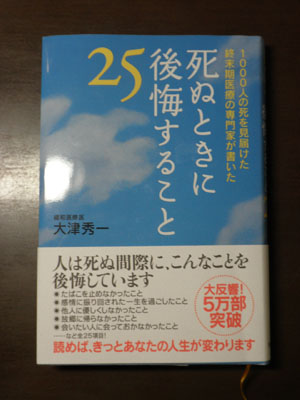 1000人の死を見届けた
終末期医療の専門家が書いた
死ぬときに
後悔すること
25
緩和医療医
大津秀一
人は死ぬ間際に、こんなことを
後悔しています
●たばこを止めなかったこと
●感情に振り回された一生を過ごしたこと
●他人に優しくしなかったこと
●故郷に帰らなかったこと
●会いたい人に会っておかなかったこと
――など全25項目!
大反響!
5万部
突破
読めば、きっとあなたの人生が変わります